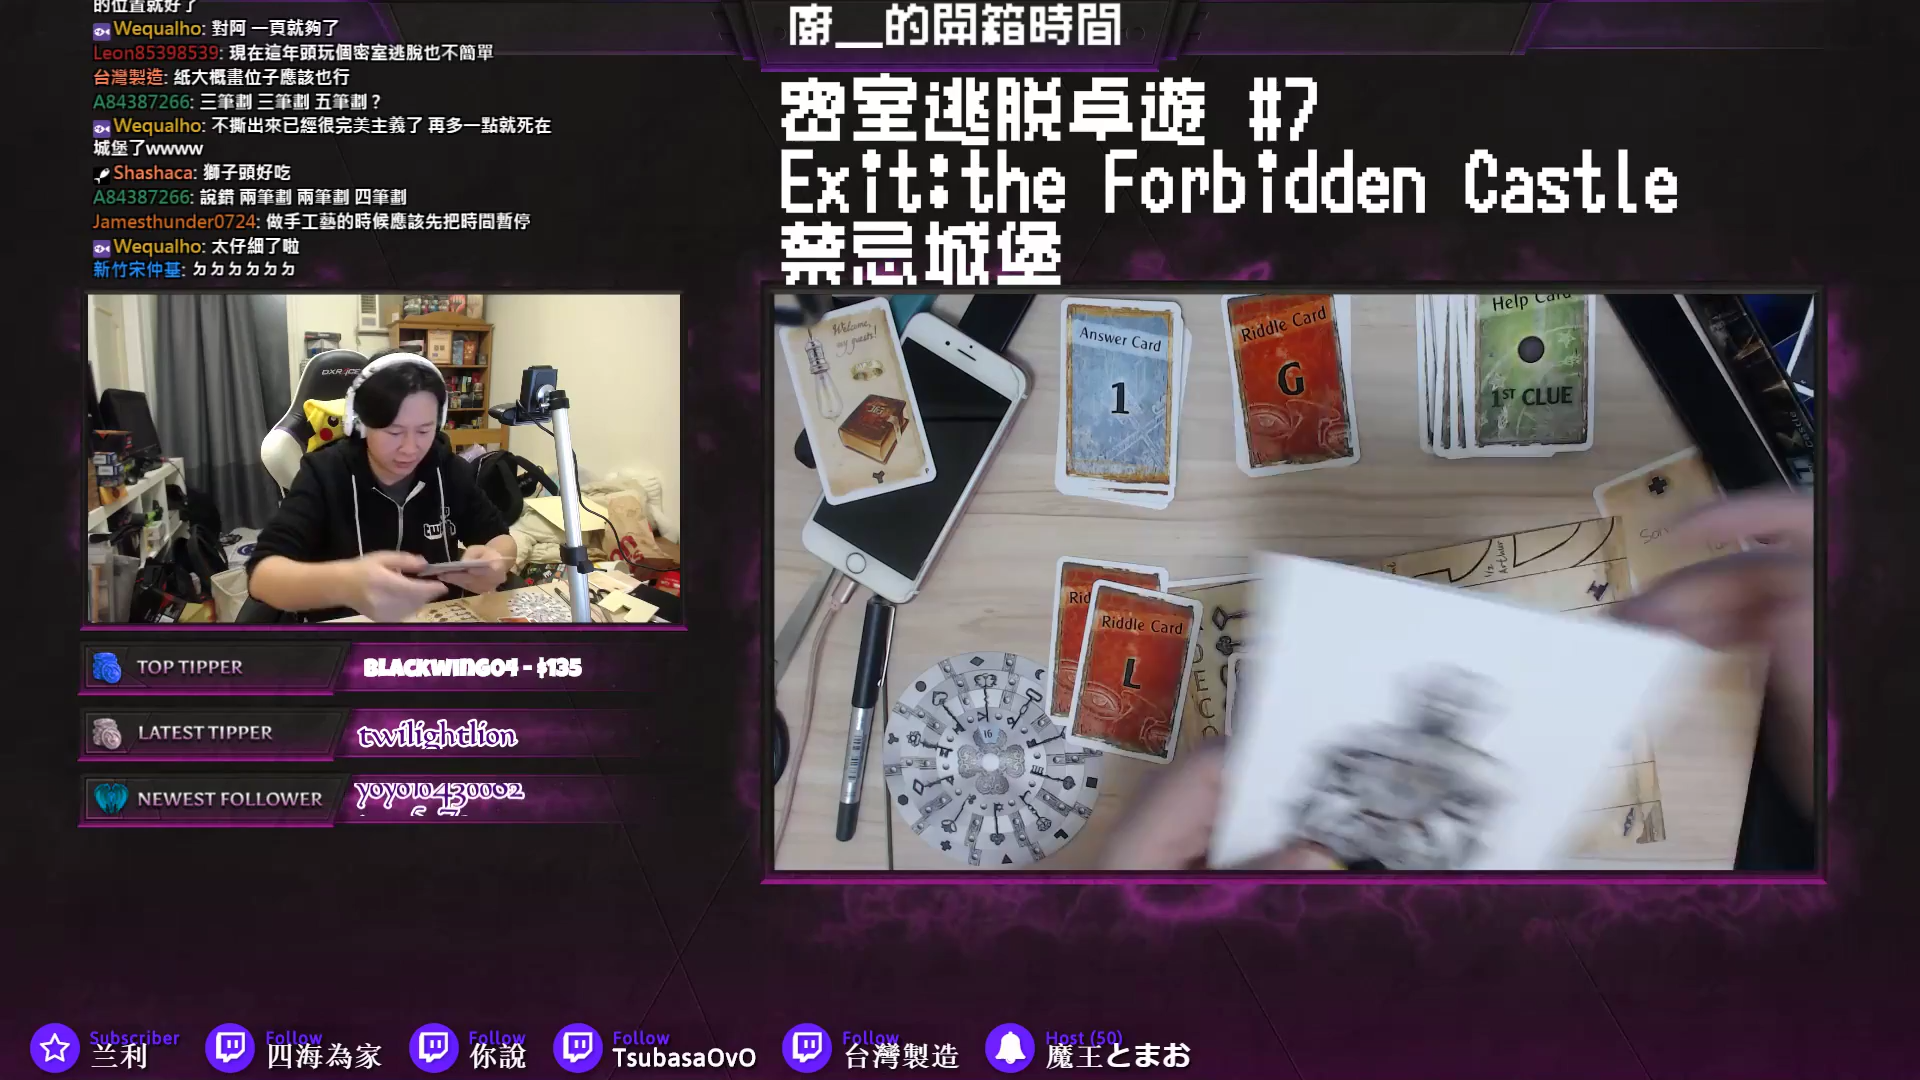 的位置就好了
Wequalho: 對阿 一頁就夠了
Leon85398539: 現在這年頭玩個密室逃脫也不簡單
台灣製造: 紙大概畫位子應該也行
A84387266: 三筆劃 三筆劃 五筆劃？
Wequalho: 不撕出來已經很完美主義了 再多一點就死在
城堡了wwww
Shashaca: 獅子頭好吃
A84387266: 說錯 兩筆劃 兩筆劃 四筆劃
Jamesthunder0724: 做手工藝的時候應該先把時間暫停
Wequalho: 太仔細了啦
新竹宋仲基: ㄉㄉㄉㄉㄉㄉ
廚__的開箱時間
密室逃脫卓遊 #7
Exit:the Forbidden Castle
禁忌城堡
DXRACER
Welcome,
my guests!
Answer Card
1
Riddle Card
G
Help Card
1ST CLUE
Riddle Card
L
DECO
16
TOP TIPPER
BLACKWING04 - $135
LATEST TIPPER
twilightlion
NEWEST FOLLOWER
yoyo10430002
Subscriber
兰利
Follow
四海為家
Follow
你說
Follow
TsubasaOvO
Follow
台灣製造
Host (50)
魔王とまお